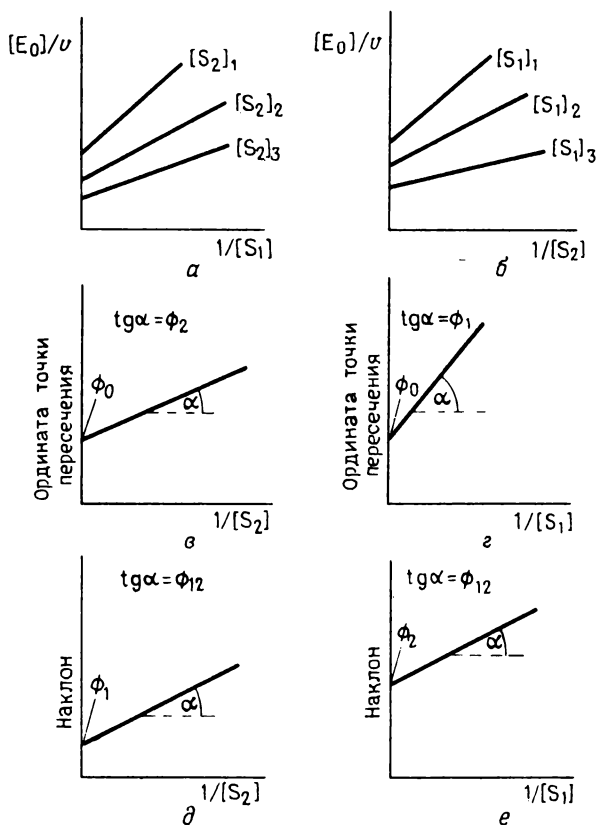 [E₀]/υ
[S₂]₁
[S₂]₂
[S₂]₃
1/[S₁]
а
[E₀]/υ
[S₁]₁
[S₁]₂
[S₁]₃
1/[S₂]
б
tgα=ϕ₂
ϕ₀
α
Ордината точки
пересечения
1/[S₂]
в
tgα=ϕ₁
ϕ₀
α
Ордината точки
пересечения
1/[S₁]
г
tgα=ϕ₁₂
ϕ₁
α
Наклон
1/[S₂]
д
tgα=ϕ₁₂
ϕ₂
α
Наклон
1/[S₁]
е